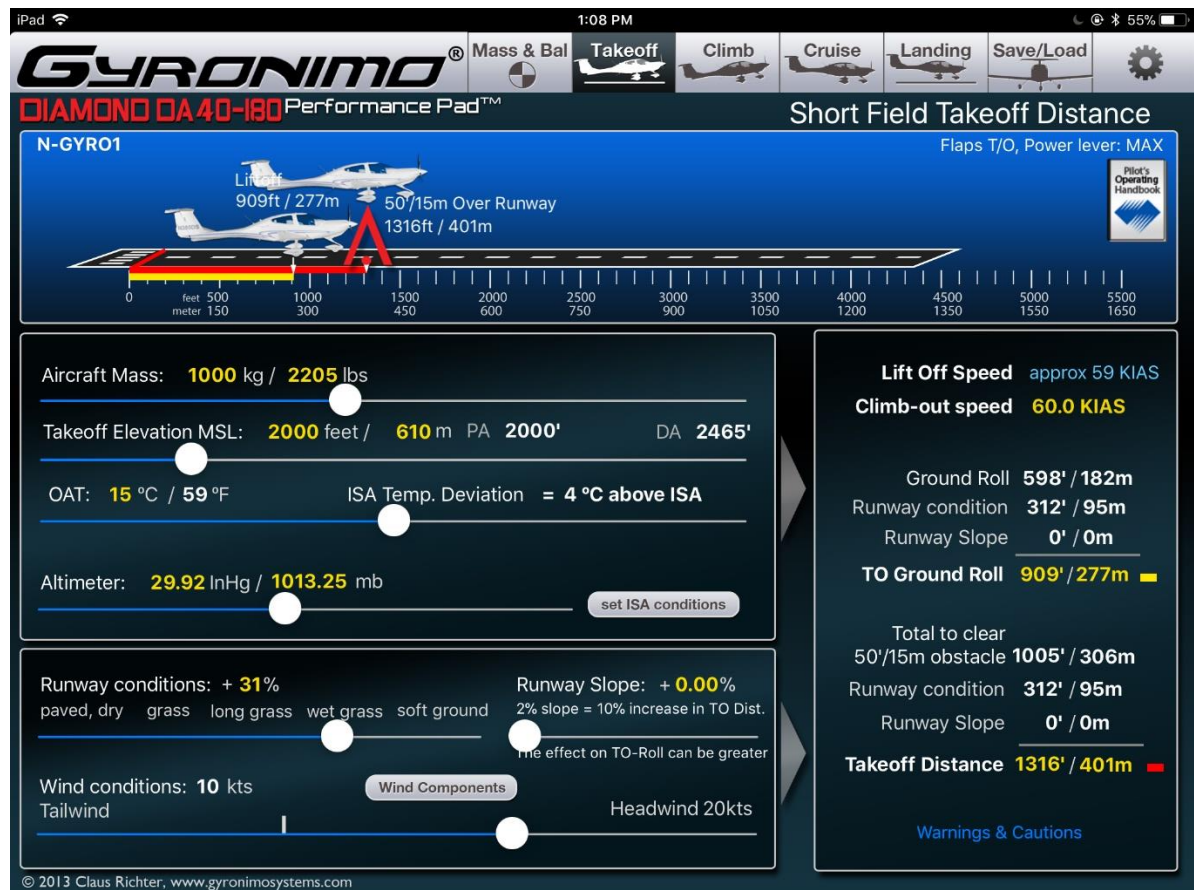 iPad 1:08 PM 55%
GYRONIMO® Mass & Bal Takeoff Climb Cruise Landing Save/Load
DIAMOND DA40-180 Performance Pad™ Short Field Takeoff Distance
N-GYRO1 Flaps T/O, Power lever: MAX
Pilot's
Operating
Handbook
Liftoff
909ft / 277m
50'/15m Over Runway
1316ft / 401m
0 feet 500 1000 1500 2000 2500 3000 3500 4000 4500 5000 5500
meter 150 300 450 600 750 900 1050 1200 1350 1550 1650
Aircraft Mass: 1000 kg / 2205 lbs
Takeoff Elevation MSL: 2000 feet / 610 m PA 2000' DA 2465'
OAT: 15 ºC / 59 ºF ISA Temp. Deviation = 4 ºC above ISA
Altimeter: 29.92 InHg / 1013.25 mb
set ISA conditions
Lift Off Speed approx 59 KIAS
Climb-out speed 60.0 KIAS
Ground Roll 598' / 182m
Runway condition 312' / 95m
Runway Slope 0' / 0m
TO Ground Roll 909' / 277m
Total to clear
50'/15m obstacle 1005' / 306m
Runway condition 312' / 95m
Runway Slope 0' / 0m
Takeoff Distance 1316' / 401m
Warnings & Cautions
Runway conditions: + 31% Runway Slope: + 0.00%
paved, dry grass long grass wet grass soft ground 2% slope = 10% increase in TO Dist.
The effect on TO-Roll can be greater
Wind conditions: 10 kts Wind Components
Tailwind Headwind 20kts
© 2013 Claus Richter, www.gyronimosystems.com